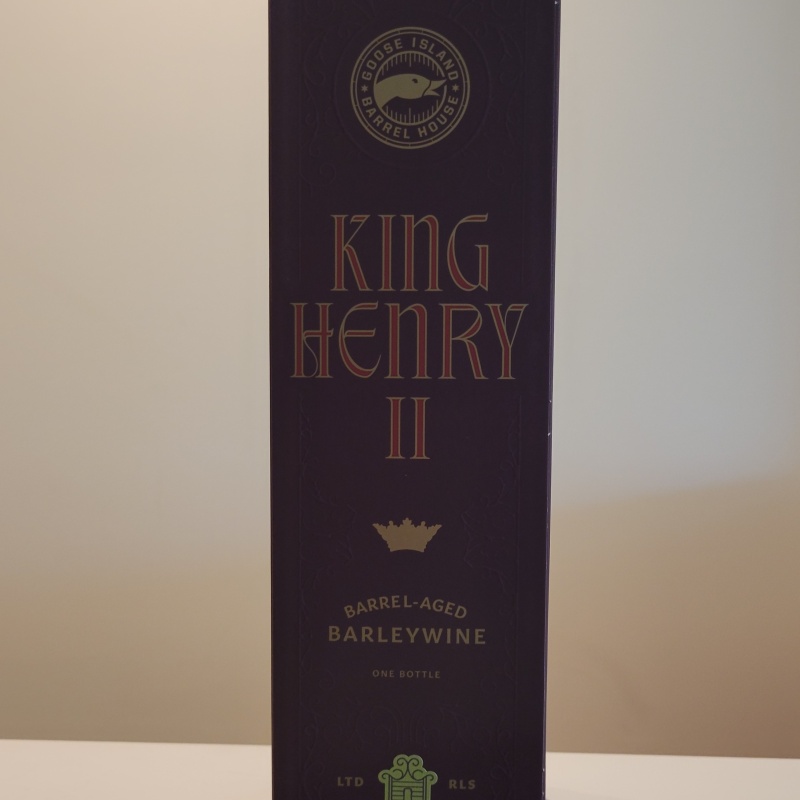 GOOSE ISLAND
BARREL HOUSE
KING
HENRY
II
BARREL-AGED
BARLEYWINE
ONE BOTTLE
LTD RLS